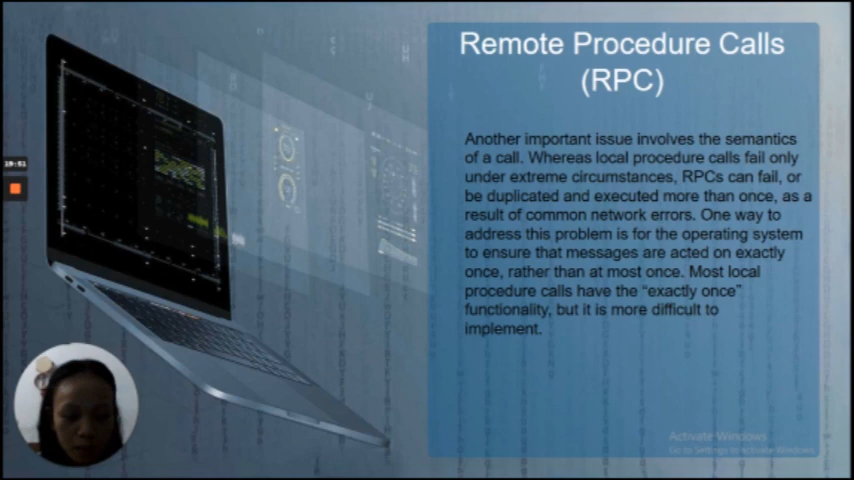 Remote Procedure Calls
(RPC)
Another important issue involves the semantics
of a call. Whereas local procedure calls fail only
under extreme circumstances, RPCs can fail, or
be duplicated and executed more than once, as a
result of common network errors. One way to
address this problem is for the operating system
to ensure that messages are acted on exactly
once, rather than at most once. Most local
procedure calls have the “exactly once”
functionality, but it is more difficult to
implement.
Activate Windows
Go to Settings to activate Windows.